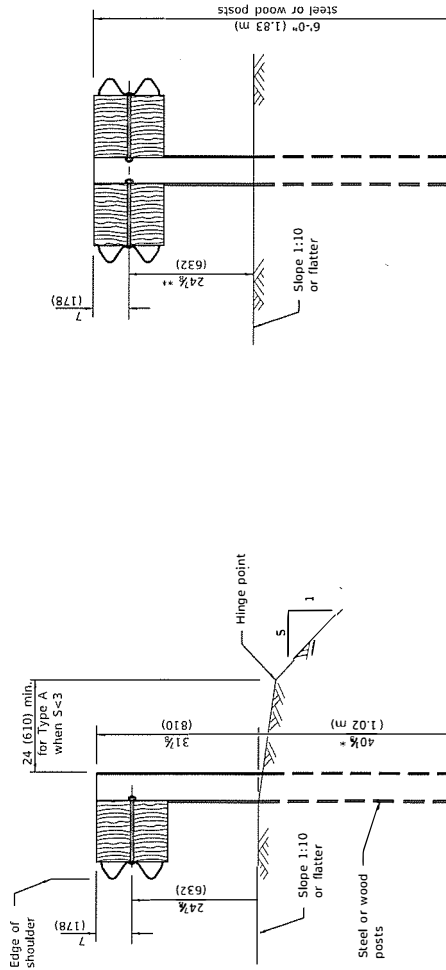 Edge of
shoulder
7
(178)
24⅞
(632)
24 (610) min.
for Type A
when S<3
31⅞
(810)
40⅛ *
(1.02 m)
Hinge point
S
1
Slope 1:10
or flatter
Steel or wood
posts
7
(178)
24⅞ **
(632)
Slope 1:10
or flatter
6'-0" (1.83 m)
steel or wood posts